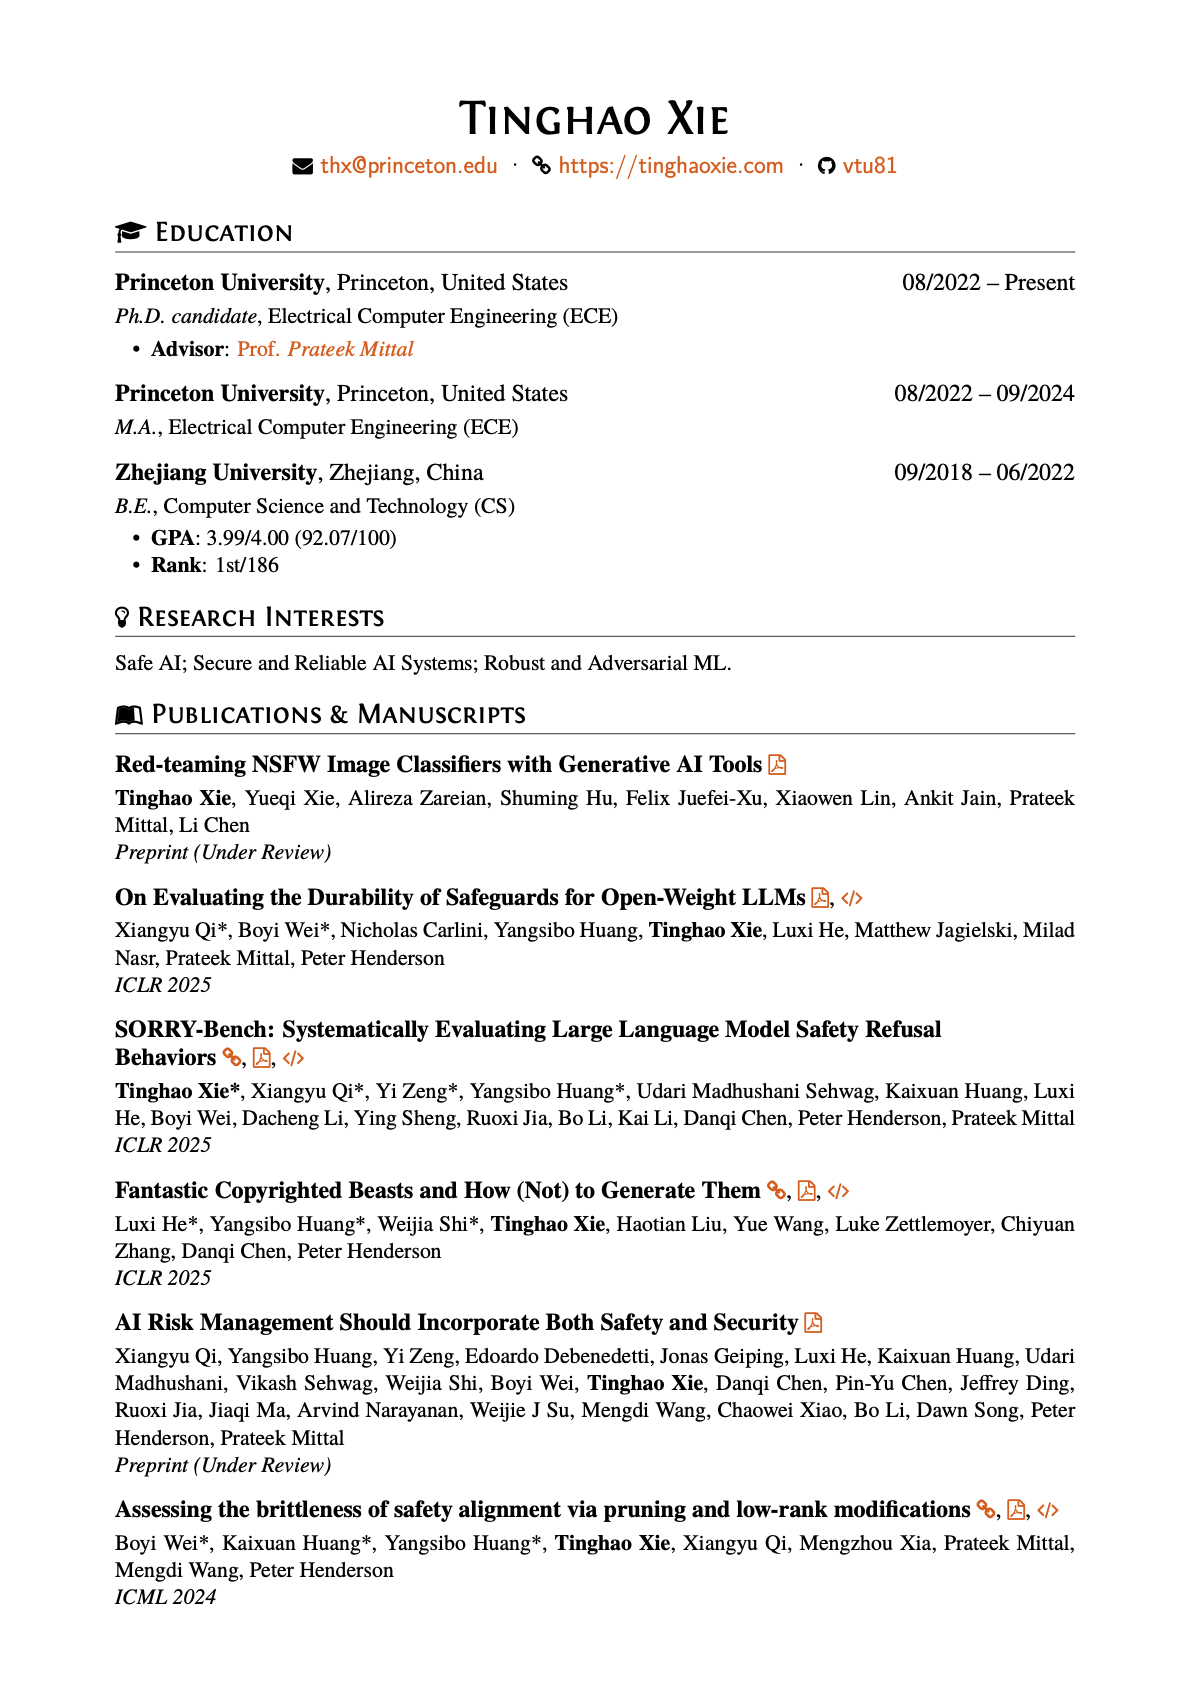 Tinghao Xie
thx@princeton.edu · https://tinghaoxie.com · vtu81
Education
Princeton University, Princeton, United States 08/2022 – Present
Ph.D. candidate, Electrical Computer Engineering (ECE)
• Advisor: Prof. Prateek Mittal
Princeton University, Princeton, United States 08/2022 – 09/2024
M.A., Electrical Computer Engineering (ECE)
Zhejiang University, Zhejiang, China 09/2018 – 06/2022
B.E., Computer Science and Technology (CS)
• GPA: 3.99/4.00 (92.07/100)
• Rank: 1st/186
Research Interests
Safe AI; Secure and Reliable AI Systems; Robust and Adversarial ML.
Publications & Manuscripts
Red-teaming NSFW Image Classifiers with Generative AI Tools
Tinghao Xie, Yueqi Xie, Alireza Zareian, Shuming Hu, Felix Juefei-Xu, Xiaowen Lin, Ankit Jain, Prateek
Mittal, Li Chen
Preprint (Under Review)
On Evaluating the Durability of Safeguards for Open-Weight LLMs , </>
Xiangyu Qi*, Boyi Wei*, Nicholas Carlini, Yangsibo Huang, Tinghao Xie, Luxi He, Matthew Jagielski, Milad
Nasr, Prateek Mittal, Peter Henderson
ICLR 2025
SORRY-Bench: Systematically Evaluating Large Language Model Safety Refusal
Behaviors , , </>
Tinghao Xie*, Xiangyu Qi*, Yi Zeng*, Yangsibo Huang*, Udari Madhushani Sehwag, Kaixuan Huang, Luxi
He, Boyi Wei, Dacheng Li, Ying Sheng, Ruoxi Jia, Bo Li, Kai Li, Danqi Chen, Peter Henderson, Prateek Mittal
ICLR 2025
Fantastic Copyrighted Beasts and How (Not) to Generate Them , , </>
Luxi He*, Yangsibo Huang*, Weijia Shi*, Tinghao Xie, Haotian Liu, Yue Wang, Luke Zettlemoyer, Chiyuan
Zhang, Danqi Chen, Peter Henderson
ICLR 2025
AI Risk Management Should Incorporate Both Safety and Security
Xiangyu Qi, Yangsibo Huang, Yi Zeng, Edoardo Debenedetti, Jonas Geiping, Luxi He, Kaixuan Huang, Udari
Madhushani, Vikash Sehwag, Weijia Shi, Boyi Wei, Tinghao Xie, Danqi Chen, Pin-Yu Chen, Jeffrey Ding,
Ruoxi Jia, Jiaqi Ma, Arvind Narayanan, Weijie J Su, Mengdi Wang, Chaowei Xiao, Bo Li, Dawn Song, Peter
Henderson, Prateek Mittal
Preprint (Under Review)
Assessing the brittleness of safety alignment via pruning and low-rank modifications , , </>
Boyi Wei*, Kaixuan Huang*, Yangsibo Huang*, Tinghao Xie, Xiangyu Qi, Mengzhou Xia, Prateek Mittal,
Mengdi Wang, Peter Henderson
ICML 2024